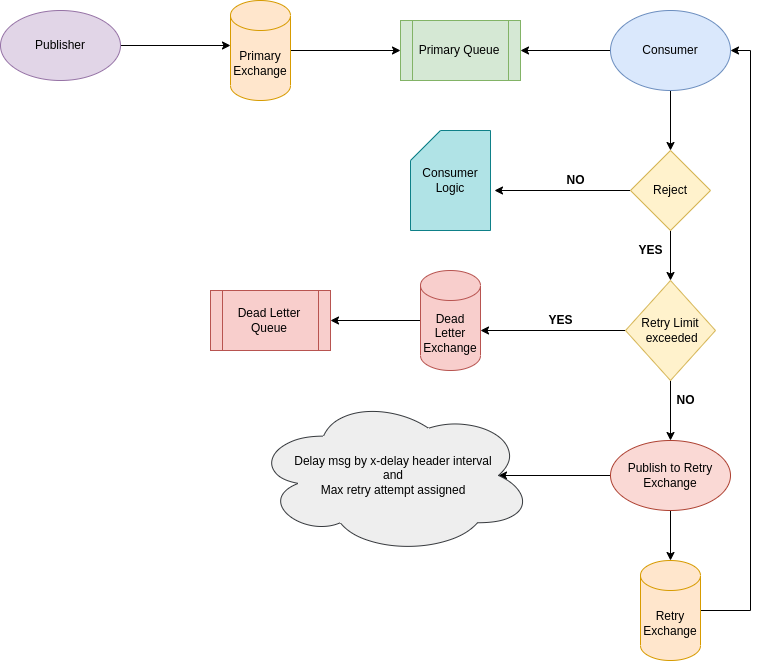 Publisher
Primary
Exchange
Primary Queue
Consumer
Consumer
Logic
NO
Reject
YES
Dead Letter
Queue
Dead
Letter
Exchange
YES
Retry Limit
exceeded
NO
Delay msg by x-delay header interval
and
Max retry attempt assigned
Publish to Retry
Exchange
Retry
Exchange